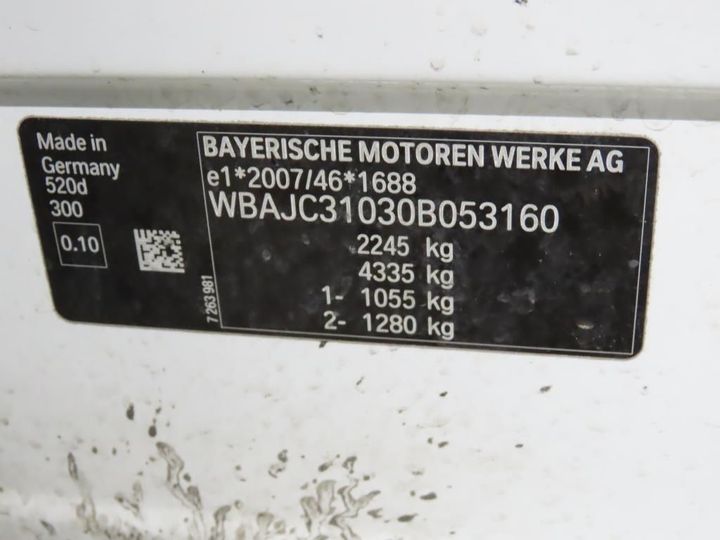 Made in
Germany
520d
300
0.10
7 263 981
BAYERISCHE MOTOREN WERKE AG
e1*2007/46*1688
WBAJC31030B053160
2245 kg
4335 kg
1- 1055 kg
2- 1280 kg